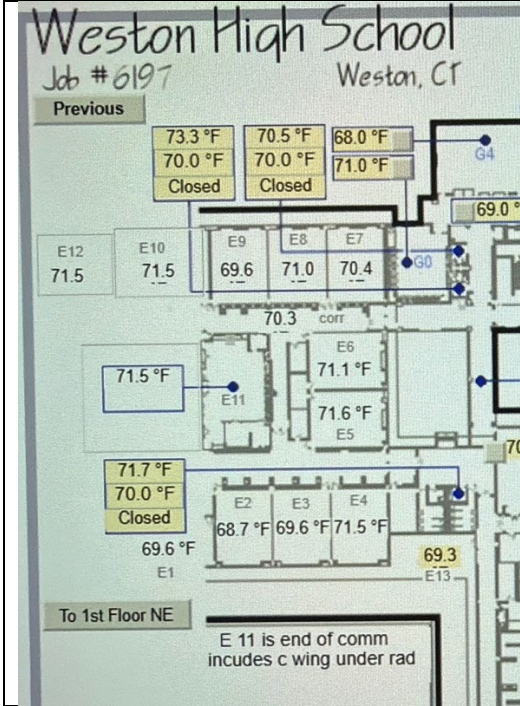 Weston High School
Job #6197 Weston, CT
Previous
73.3 °F 70.5 °F 68.0 °F
70.0 °F 70.0 °F 71.0 °F
Closed Closed
G4
69.0 °
E12 E10 E9 E8 E7
71.5 71.5 69.6 71.0 70.4
G0
70.3 corr
E6
71.1 °F
71.5 °F
E11
71.6 °F
E5
70
71.7 °F
70.0 °F
Closed
E2 E3 E4
68.7 °F 69.6 °F 71.5 °F
69.6 °F
E1
69.3
E13
To 1st Floor NE
E 11 is end of comm
incudes c wing under rad